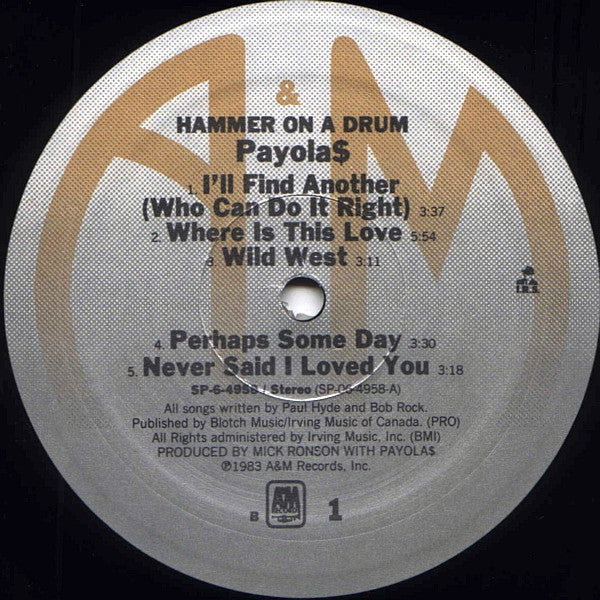 A & M
HAMMER ON A DRUM
Payola$
1. I'll Find Another
(Who Can Do It Right) 3:37
2. Where Is This Love 5:54
3. Wild West 3:11
4. Perhaps Some Day 3:30
5. Never Said I Loved You 3:18
SP-6-4958 / Stereo (SP-06-4958-A)
All songs written by Paul Hyde and Bob Rock.
Published by Blotch Music/Irving Music of Canada. (PRO)
All Rights administered by Irving Music, Inc. (BMI)
PRODUCED BY MICK RONSON WITH PAYOLA$
℗1983 A&M Records, Inc.
B A&M RECORDS 1